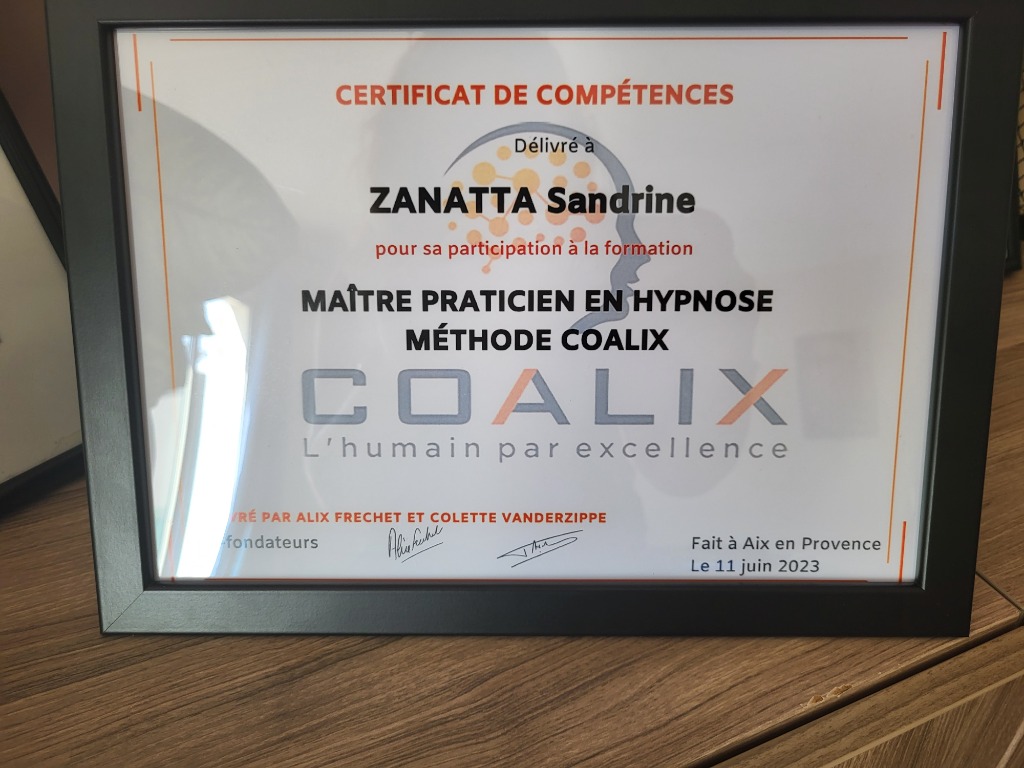 CERTIFICAT DE COMPÉTENCES
Délivré à
ZANATTA Sandrine
pour sa participation à la formation
MAÎTRE PRATICIEN EN HYPNOSE
MÉTHODE COALIX
COALIX
L'humain par excellence
PAR ALIX FRECHET ET COLETTE VANDERZIPPE
-fondateurs
Fait à Aix en Provence
Le 11 juin 2023